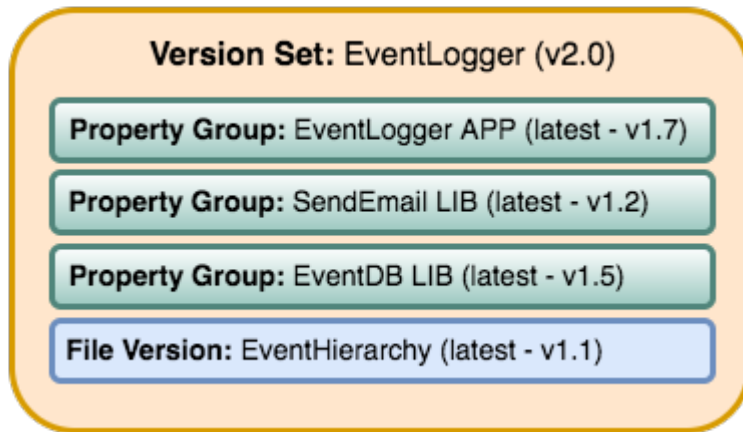 Version Set: EventLogger (v2.0)
Property Group: EventLogger APP (latest - v1.7)
Property Group: SendEmail LIB (latest - v1.2)
Property Group: EventDB LIB (latest - v1.5)
File Version: EventHierarchy (latest - v1.1)